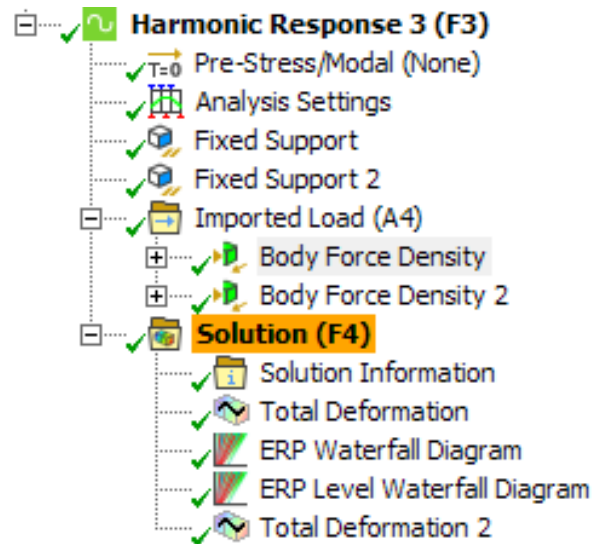 Harmonic Response 3 (F3)
T=0 Pre-Stress/Modal (None)
Analysis Settings
Fixed Support
Fixed Support 2
Imported Load (A4)
Body Force Density
Body Force Density 2
Solution (F4)
Solution Information
Total Deformation
ERP Waterfall Diagram
ERP Level Waterfall Diagram
Total Deformation 2